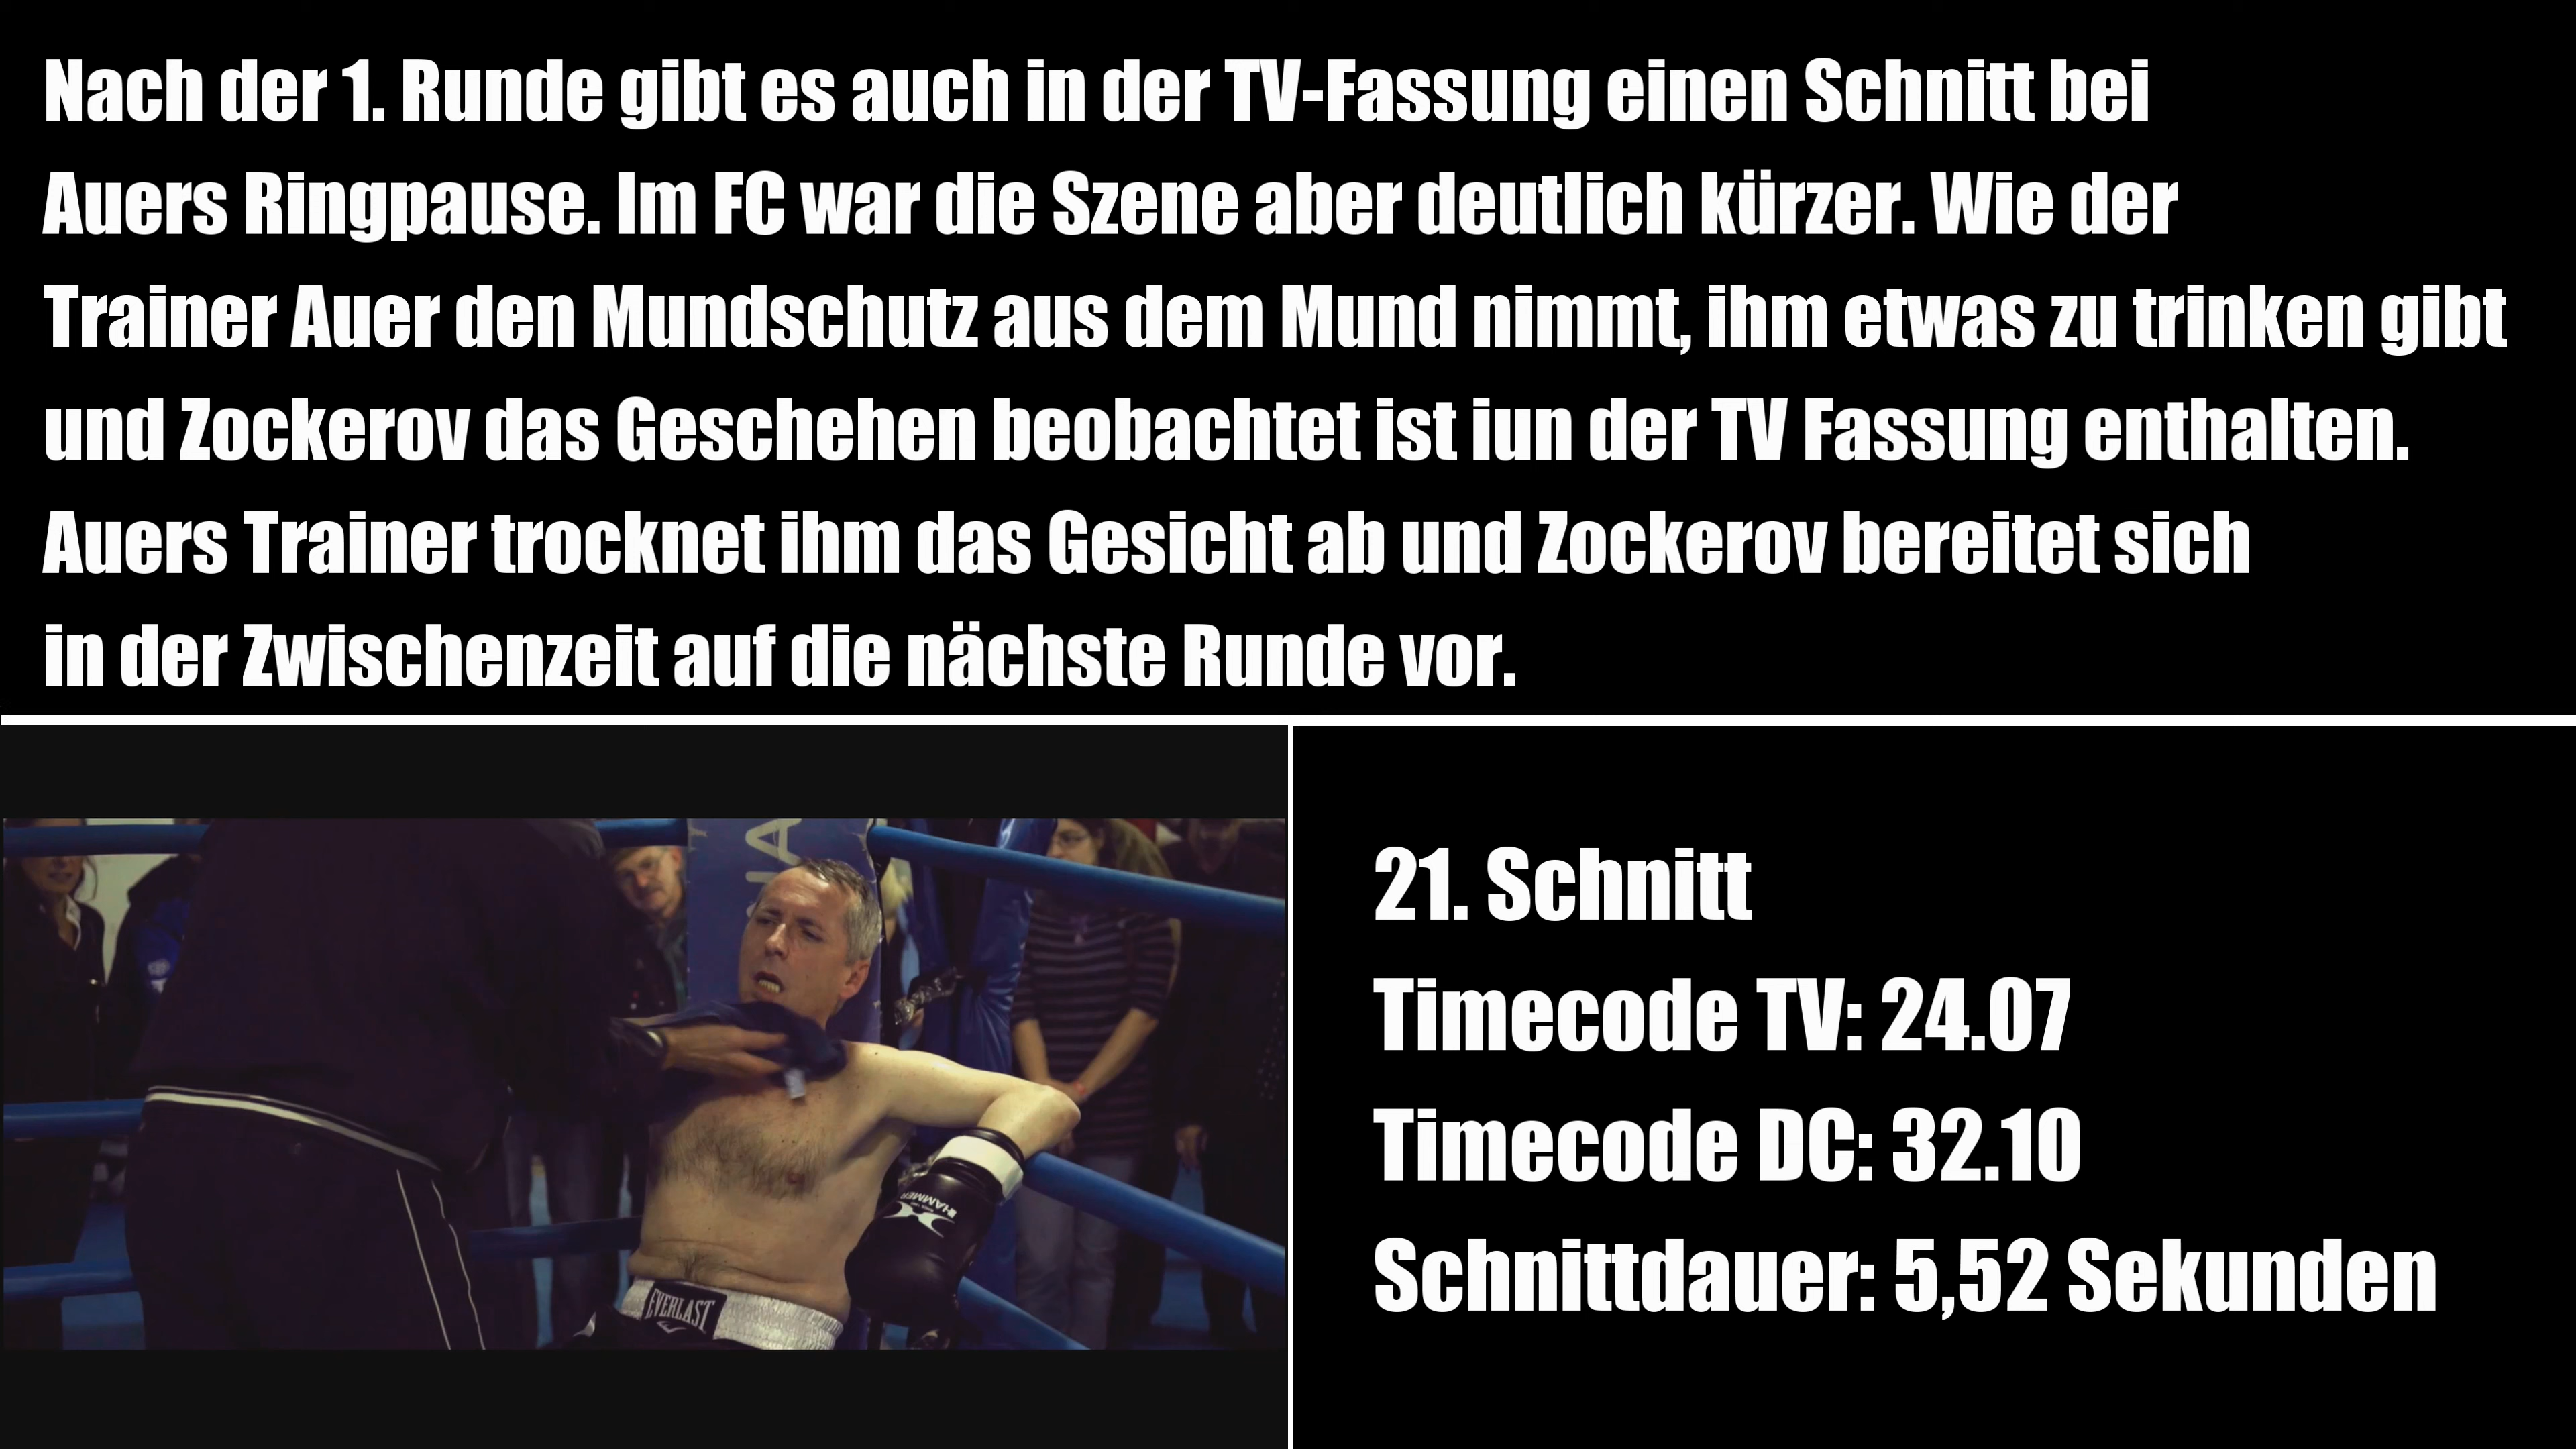 Nach der 1. Runde gibt es auch in der TV-Fassung einen Schnitt bei
Auers Ringpause. Im FC war die Szene aber deutlich kürzer. Wie der
Trainer Auer den Mundschutz aus dem Mund nimmt, ihm etwas zu trinken gibt
und Zockerov das Geschehen beobachtet ist iun der TV Fassung enthalten.
Auers Trainer trocknet ihm das Gesicht ab und Zockerov bereitet sich
in der Zwischenzeit auf die nächste Runde vor.
HAMMER
EVERLAST
21. Schnitt
Timecode TV: 24.07
Timecode DC: 32.10
Schnittdauer: 5,52 Sekunden